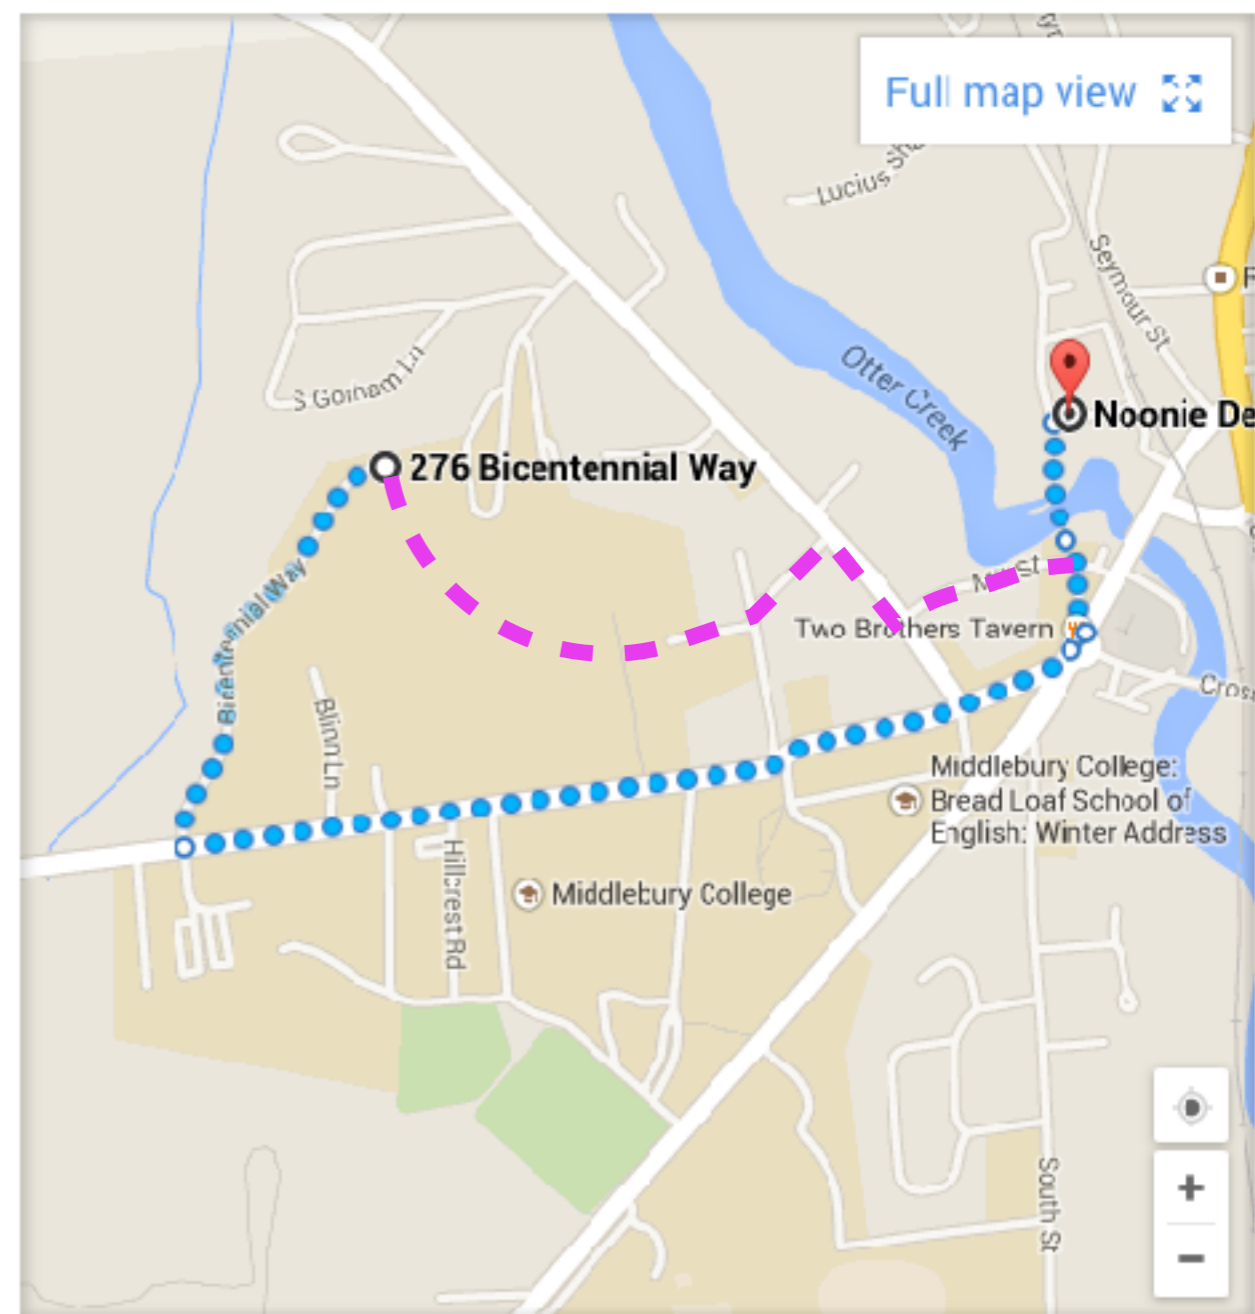 Full map view
Lucius Sha
Seymour St
Otter Creek
S Gorham Ln
Noonie De
276 Bicentennial Way
Bicentennial Way
Two Brothers Tavern
Blinn Ln
Cross
Middlebury College:
Bread Loaf School of
English: Winter Address
Hillcrest Rd
Middlebury College
South St
+
−